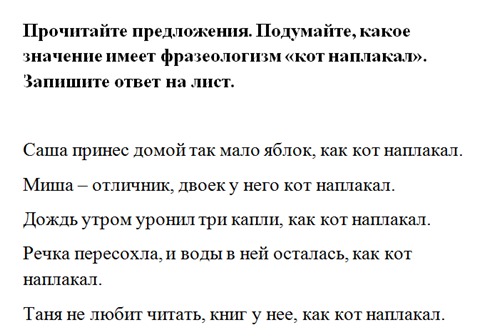 Прочитайте предложения. Подумайте, какое
значение имеет фразеологизм «кот наплакал».
Запишите ответ на лист.
Саша принес домой так мало яблок, как кот наплакал.
Миша – отличник, двоек у него кот наплакал.
Дождь утром уронил три капли, как кот наплакал.
Речка пересохла, и воды в ней осталась, как кот
наплакал.
Таня не любит читать, книг у нее, как кот наплакал.